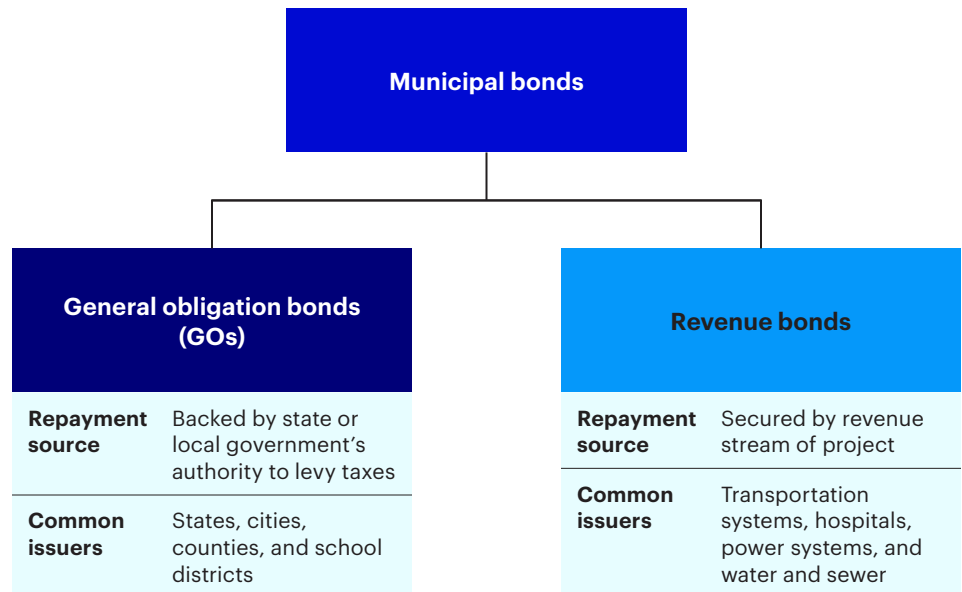 Municipal bonds
General obligation bonds
(GOs)
Repayment
source
Backed by state or
local government’s
authority to levy taxes
Common
issuers
States, cities,
counties, and school
districts
Revenue bonds
Repayment
source
Secured by revenue
stream of project
Common
issuers
Transportation
systems, hospitals,
power systems, and
water and sewer